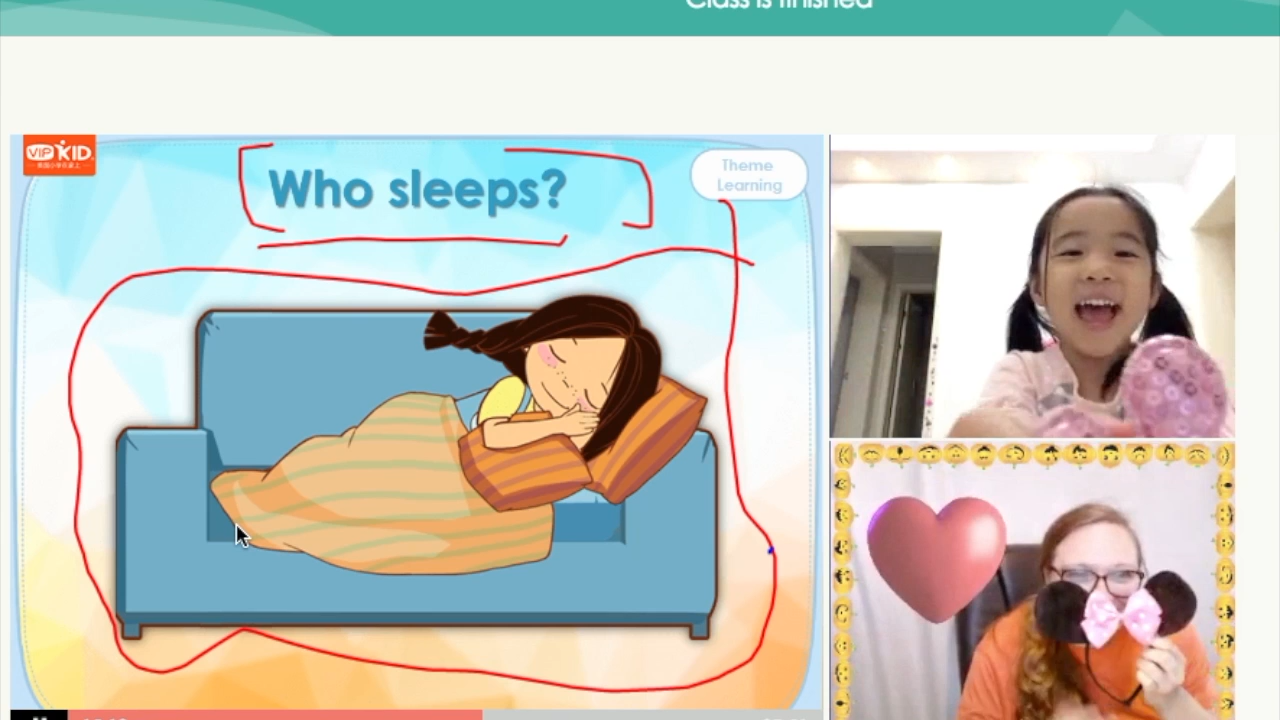 Class is finished
VIPKID
Who sleeps?
Theme
Learning